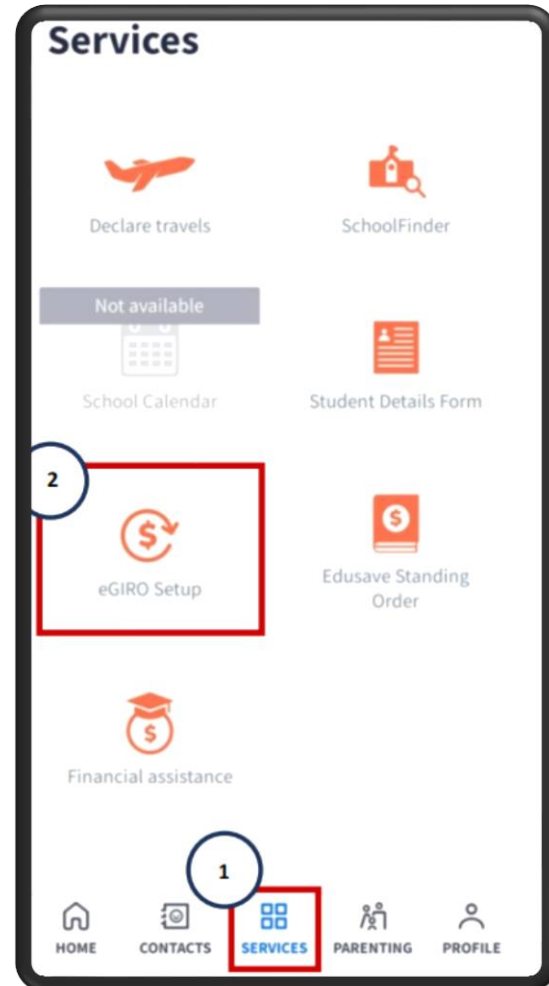 Services
Declare travels
SchoolFinder
Not available
School Calendar
Student Details Form
2
eGIRO Setup
Edusave Standing
Order
Financial assistance
1
HOME
CONTACTS
SERVICES
PARENTING
PROFILE